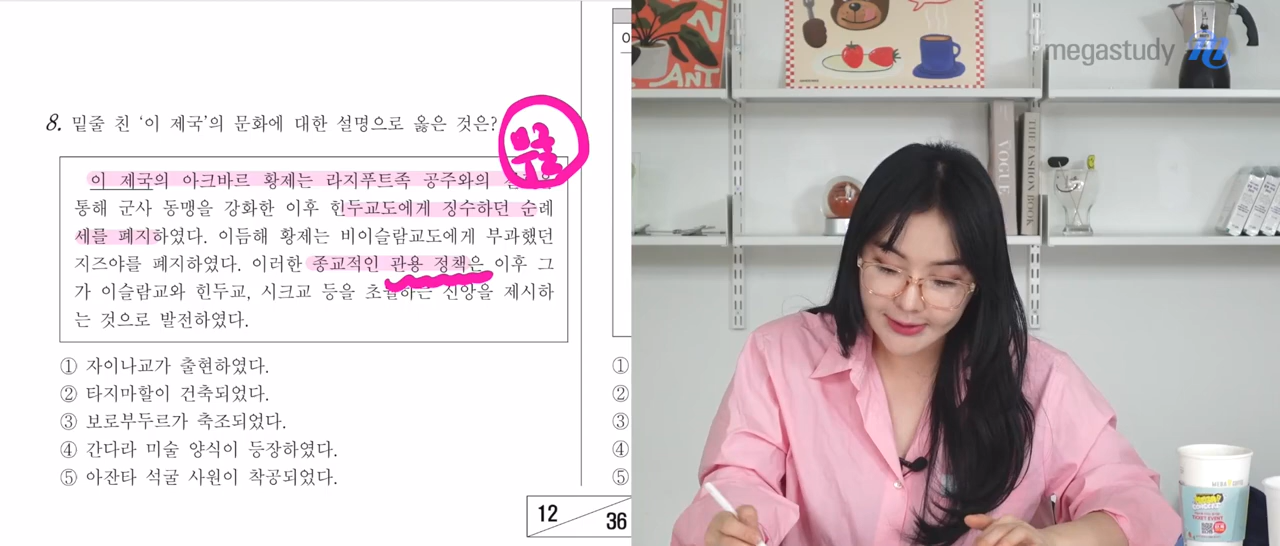 8. 밑줄 친 ‘이 제국’의 문화에 대한 설명으로 옳은 것은?
이 제국의 아크바르 황제는 라지푸트족 공주와의
통해 군사 동맹을 강화한 이후 힌두교도에게 징수하던 순례
세를 폐지하였다. 이듬해 황제는 비이슬람교도에게 부과했던
지즈야를 폐지하였다. 이러한 종교적인 관용 정책은 이후 그
가 이슬람교와 힌두교, 시크교 등을 초월하는 신앙을 제시하
는 것으로 발전하였다.
① 자이나교가 출현하였다.
② 타지마할이 건축되었다.
③ 보로부두르가 축조되었다.
④ 간다라 미술 양식이 등장하였다.
⑤ 아잔타 석굴 사원이 착공되었다.
12
36
①
②
③
④
⑤
megastudy
ANT
VOGUE
THE FASHION BOOK